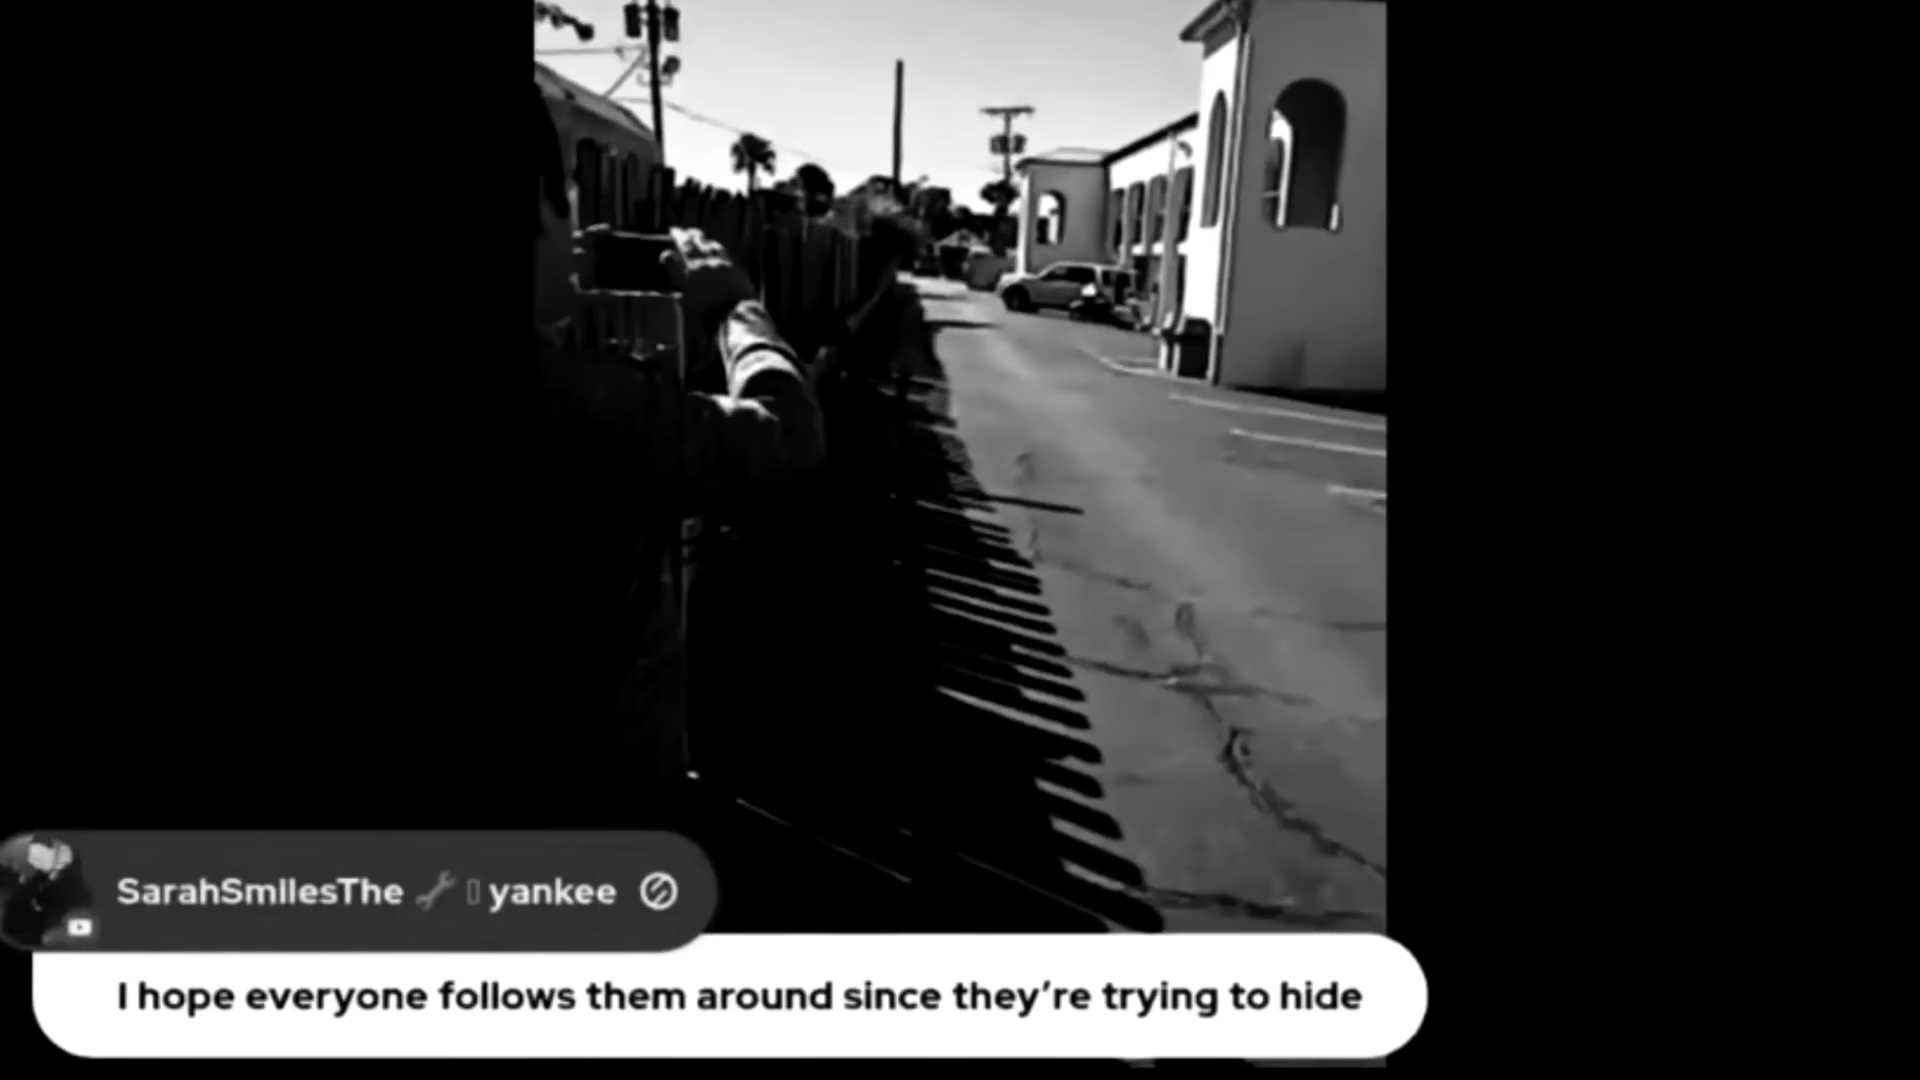 SarahSmilesThe 🔧 ▯ yankee
I hope everyone follows them around since they’re trying to hide